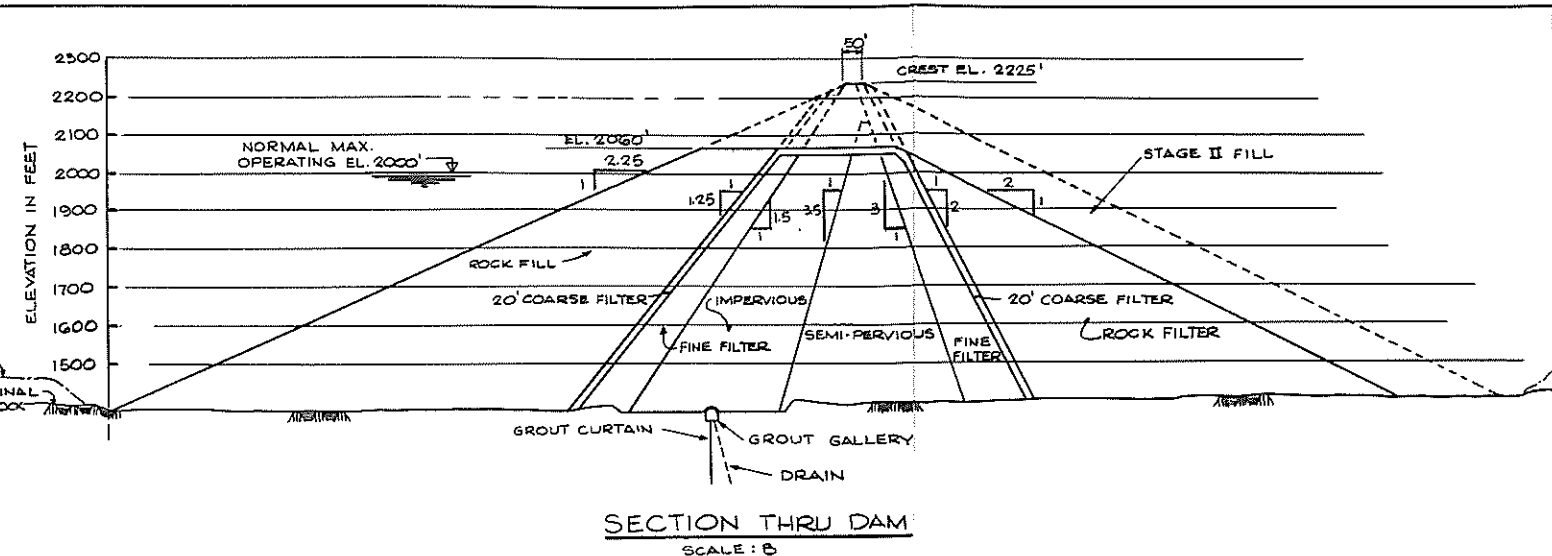 50'
CREST EL. 2225'
2300
2200
2100
2000
1900
1800
1700
1600
1500
ELEVATION IN FEET
NORMAL MAX.
OPERATING EL. 2000'
EL. 2060'
2.25
1
STAGE II FILL
1.25
1
1.5
1
3.5
1
3
1
1
2
2
1
ROCK FILL
20' COARSE FILTER
IMPERVIOUS
FINE FILTER
SEMI-PERVIOUS
FINE
FILTER
20' COARSE FILTER
ROCK FILTER
INAL
OCK
GROUT CURTAIN
GROUT GALLERY
DRAIN
SECTION THRU DAM
SCALE: B